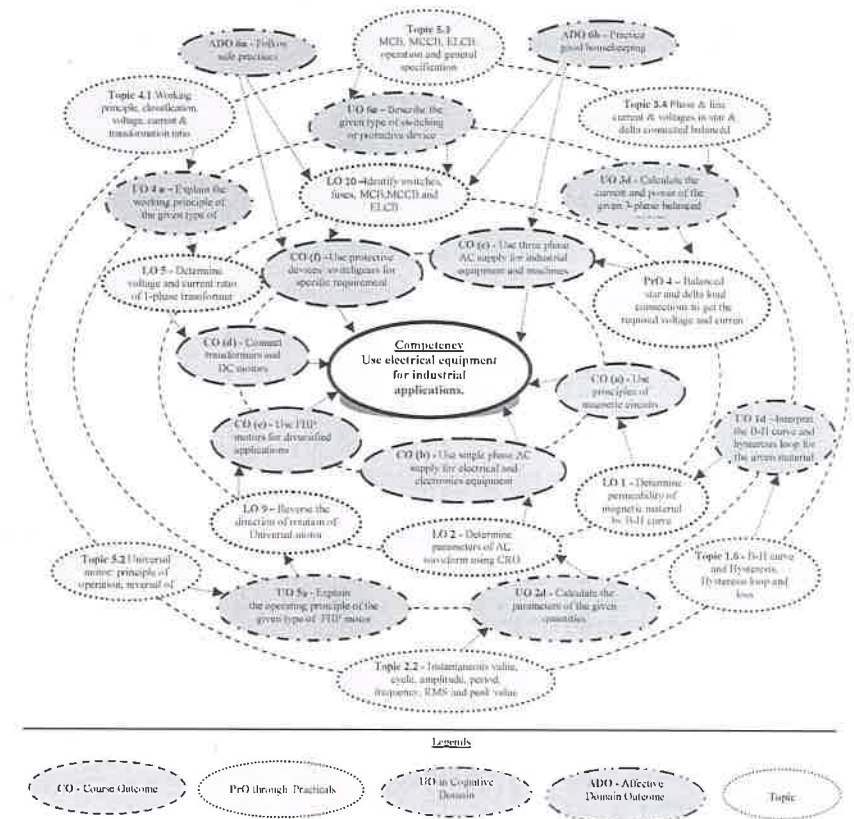 Topic 5.3
MCB, MCCB, ELCB
operation and general
specification
ADO 6a - Follow
safe practices
ADO 6b - Practice
good housekeeping
Topic 4.1 Working
principle, classification,
voltage, current &
transformation ratio
UO 6a – Describe the
given type of switching
or protective device
Topic 3.4 Phase & line
current & voltages in star &
delta connected balanced
UO 4 a – Explain the
working principle of
the given type of
LO 10 –Identify switches,
fuses, MCB,MCCB and
ELCB
UO 3d - Calculate the
current and power of the
given 3-phase balanced
LO 5 - Determine
voltage and current ratio
of 1-phase transformer
CO (f) –Use protective
devices/ switchgears for
specific requirement
CO (c) - Use three phase
AC supply for industrial
equipment and machines
PrO 4 – Balanced
star and delta load
connections to get the
required voltage and curren
CO (d) - Connect
transformers and
DC motors
Competency
Use electrical equipment
for industrial
applications.
CO (a) - Use
principles of
magnetic circuits
UO 1d –Interpret
the B-H curve and
hysteresis loop for
the given material
CO (e) - Use FHP
motors for diversified
applications
CO (b) - Use single phase AC
supply for electrical and
electronics equipment
LO 1 - Determine
permeability of
magnetic material
by B-H curve
LO 9 – Reverse the
direction of rotation of
Universal motor
LO 2 – Determine
parameters of AC
waveform using CRO
Topic 5.2 Universal
motor: principle of
operation, reversal of
Topic 1.6 - B-H curve
and Hysteresis,
Hysteresis loop and
loss
UO 5a - Explain
the operating principle of the
given type of FHP motor
UO 2d - Calculate the
parameters of the given
quantities
Topic 2.2 - Instantaneous value,
cycle, amplitude, period,
frequency, RMS and peak value
Legends
CO - Course Outcome
PrO through Practicals
UO in Cognitive
Domain
ADO - Affective
Domain Outcome
Topic